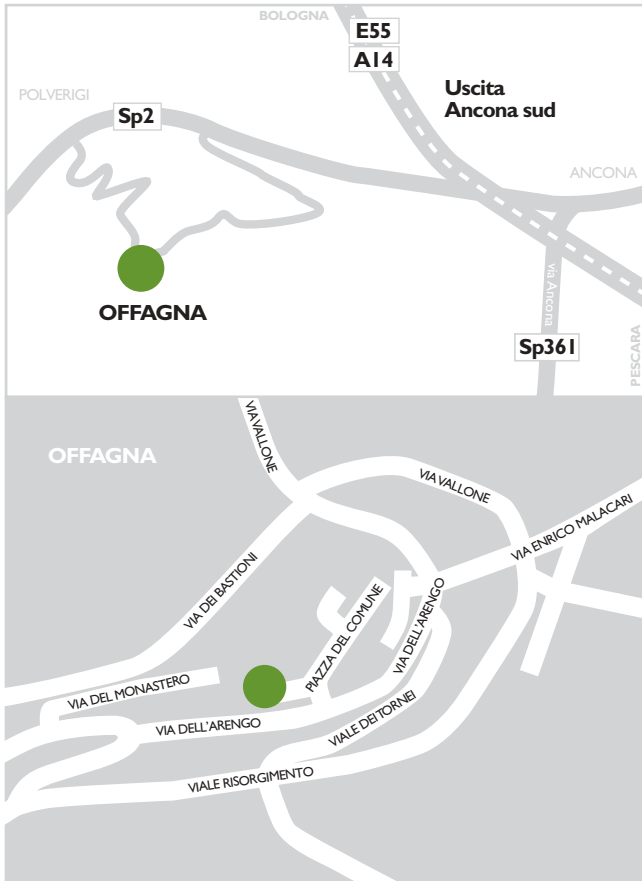 BOLOGNA
E55
A14
Uscita
Ancona sud
POLVERIGI
Sp2
ANCONA
OFFAGNA
via Ancona
Sp361
PESCARA
OFFAGNA
VIA VALLONE
VIA VALLONE
VIA ENRICO MALACARI
VIA DEI BASTIONI
PIAZZA DEL COMUNE
VIA DELL'ARENGO
VIA DEL MONASTERO
VIA DELL'ARENGO
VIALE DEI TORNEI
VIALE RISORGIMENTO